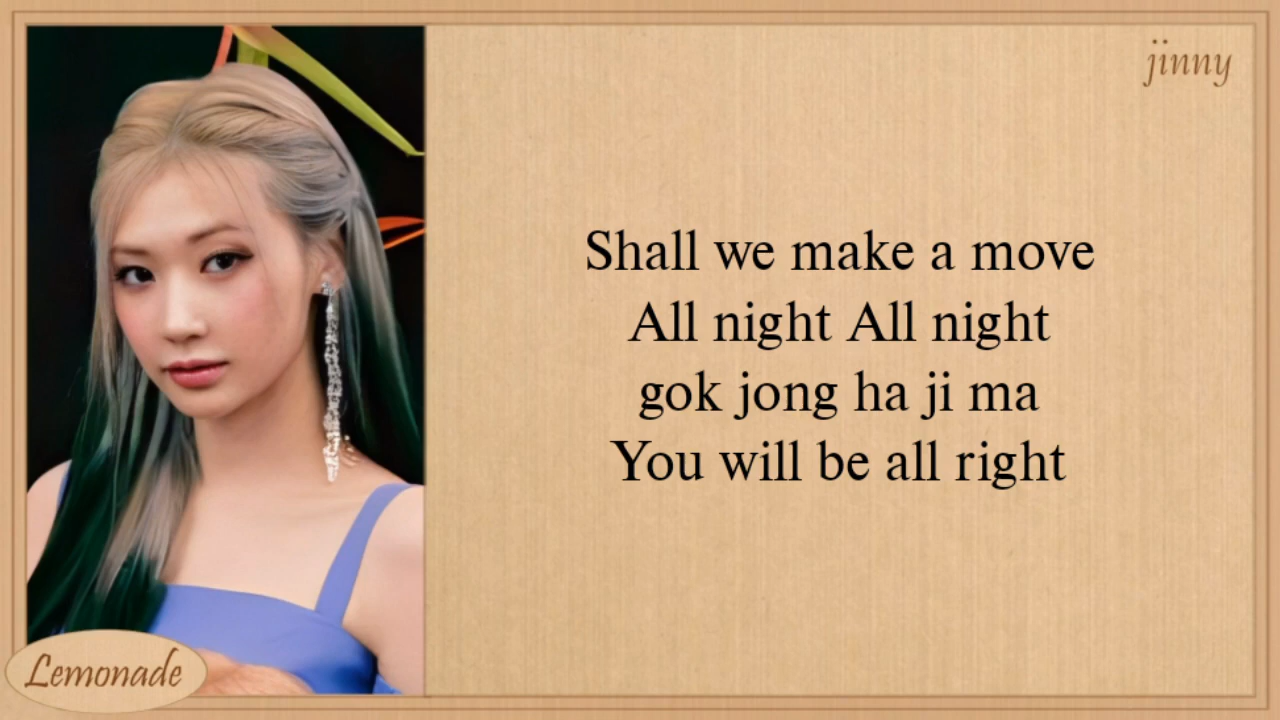 jinny
Shall we make a move
All night All night
gok jong ha ji ma
You will be all right
Lemonade